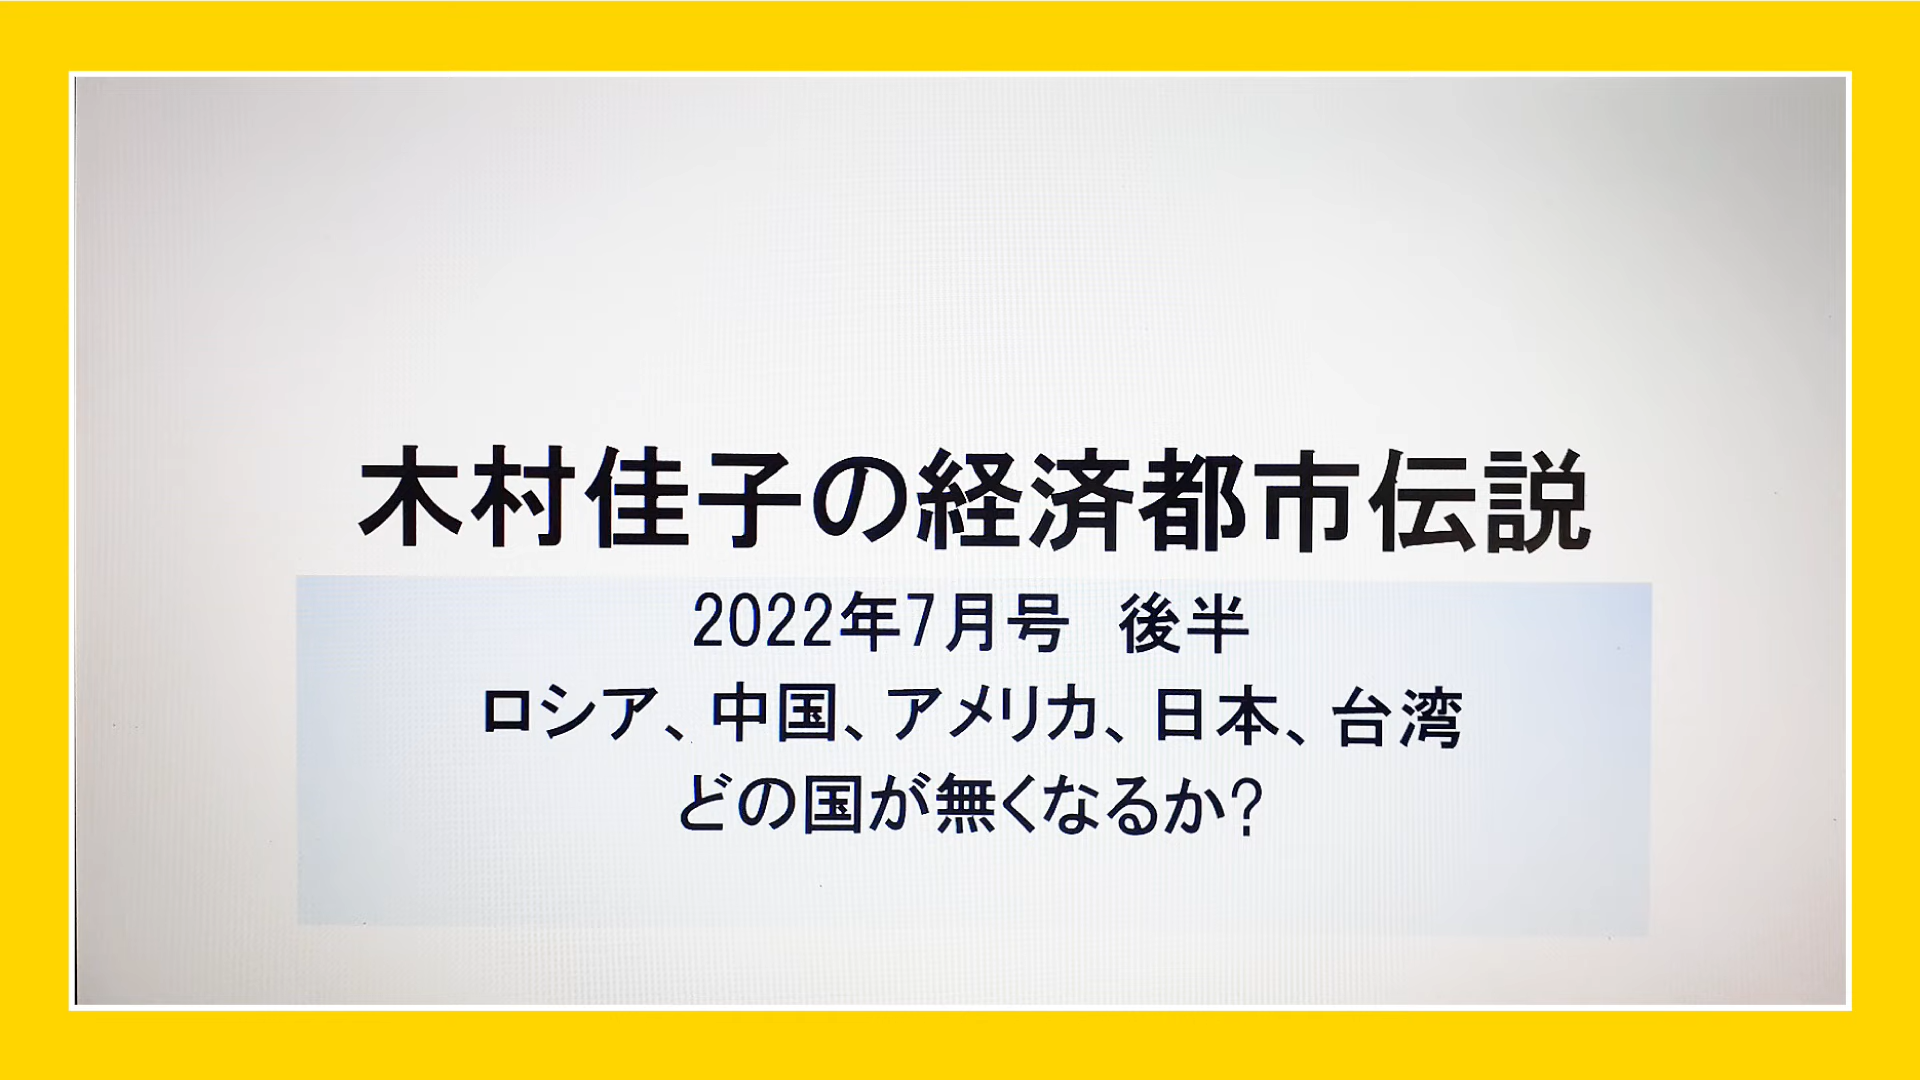 木村佳子の経済都市伝説
2022年7月号　後半
ロシア、中国、アメリカ、日本、台湾
どの国が無くなるか?